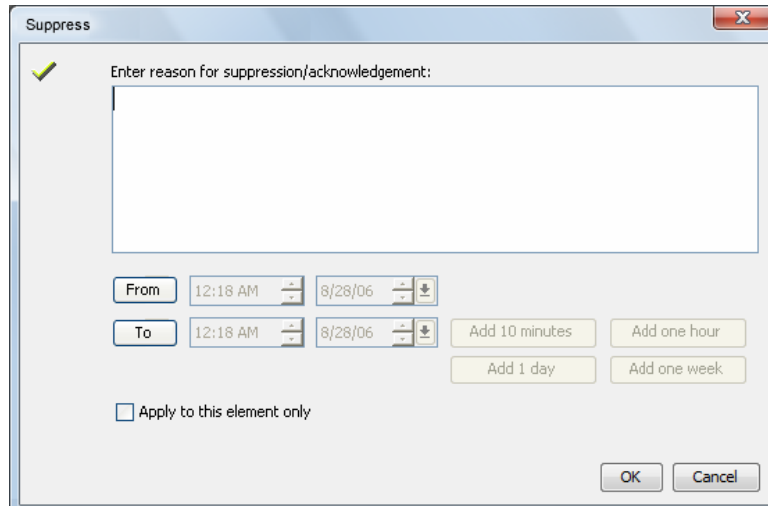 Suppress
Enter reason for suppression/acknowledgement:
From 12:18 AM 8/28/06
To 12:18 AM 8/28/06 Add 10 minutes Add one hour
Add 1 day Add one week
Apply to this element only
OK Cancel